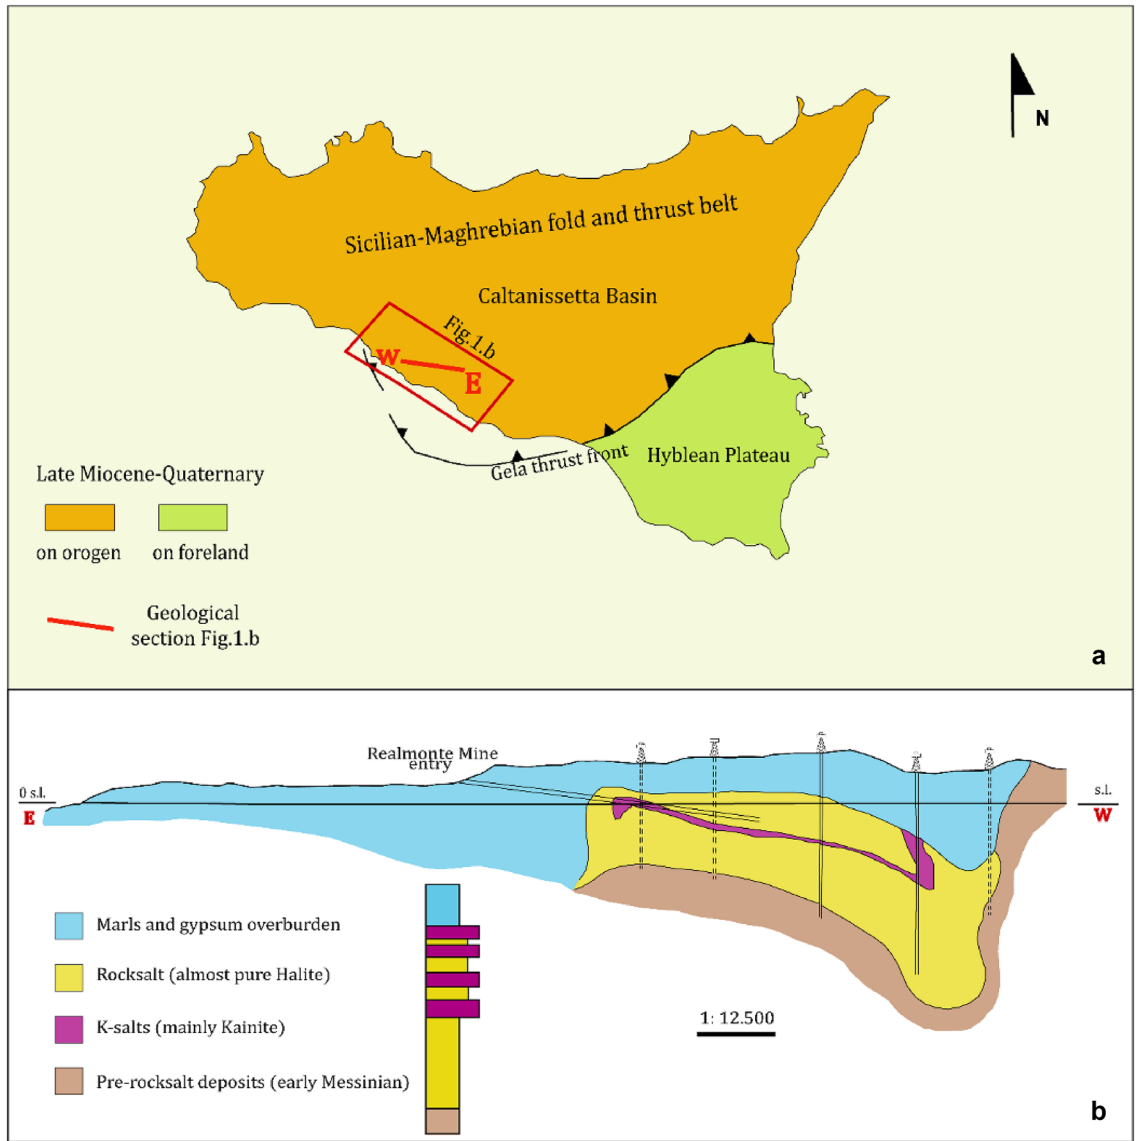 N
Sicilian-Maghrebian fold and thrust belt
Caltanissetta Basin
Fig.1.b
W
E
Gela thrust front
Hyblean Plateau
Late Miocene-Quaternary
on orogen
on foreland
Geological
section Fig.1.b
a
Realmonte Mine
entry
0 s.l.
E
s.l.
W
Marls and gypsum overburden
Rocksalt (almost pure Halite)
K-salts (mainly Kainite)
Pre-rocksalt deposits (early Messinian)
1: 12.500
b